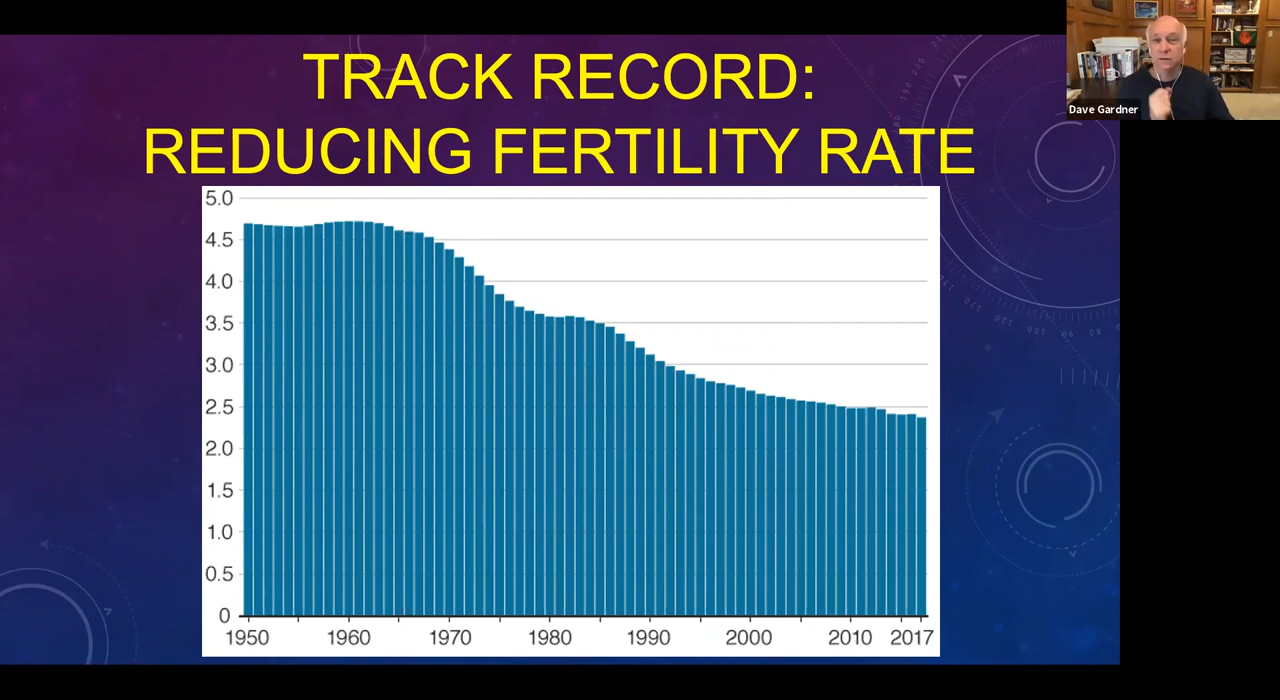 TRACK RECORD:
REDUCING FERTILITY RATE
Dave Gardner
5.0
4.5
4.0
3.5
3.0
2.5
2.0
1.5
1.0
0.5
0
1950 1960 1970 1980 1990 2000 2010 2017